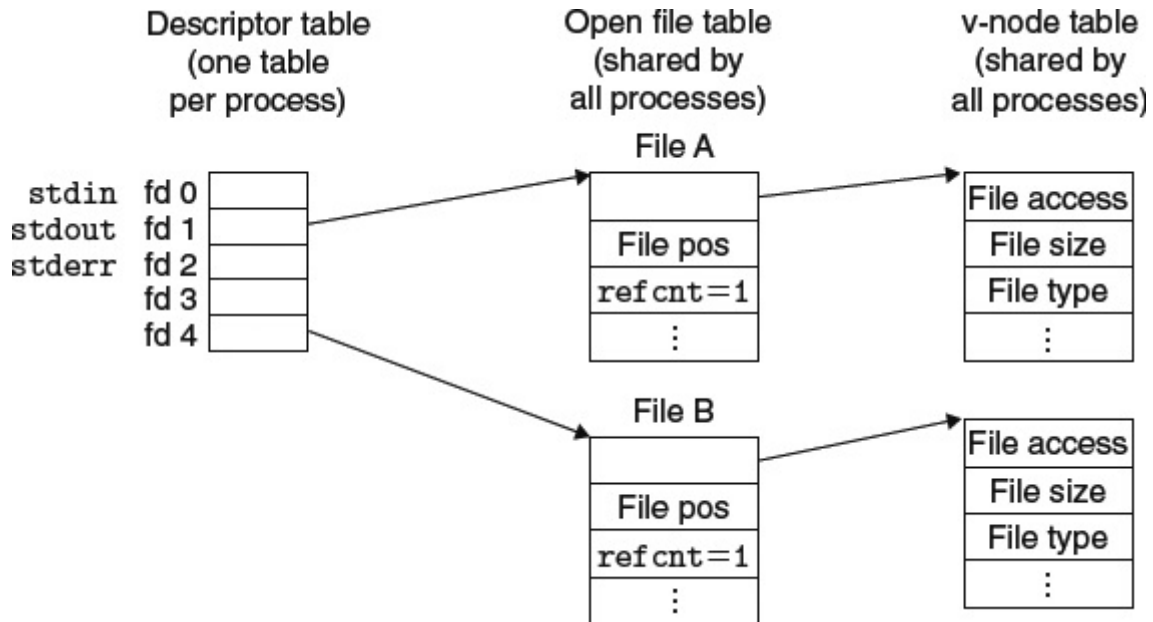 Descriptor table
(one table
per process)
Open file table
(shared by
all processes)
v-node table
(shared by
all processes)
stdin fd 0
stdout fd 1
stderr fd 2
fd 3
fd 4
File A
File pos
refcnt=1
⋮
File access
File size
File type
⋮
File B
File pos
refcnt=1
⋮
File access
File size
File type
⋮